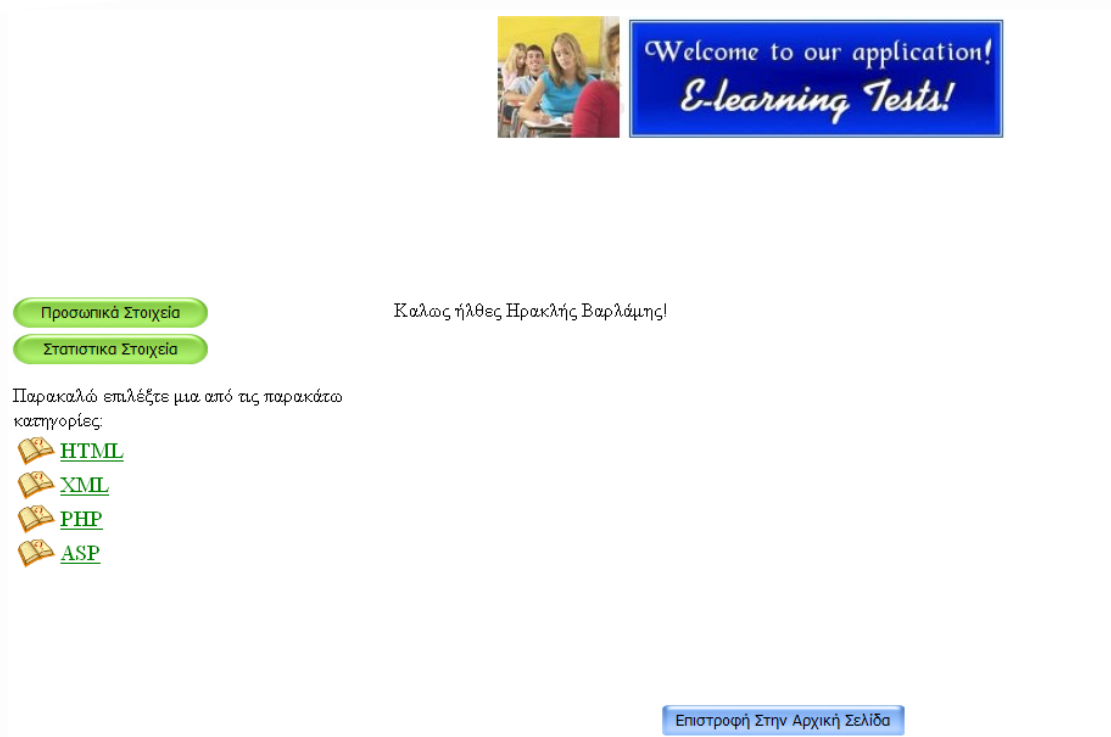 Welcome to our application!
E-learning Tests!
Προσωπικά Στοιχεία
Καλως ήλθες Ηρακλής Βαρλάμης!
Στατιστικα Στοιχεία
Παρακαλώ επιλέξτε μια από τις παρακάτω
κατηγορίες:
HTML
XML
PHP
ASP
Επιστροφή Στην Αρχική Σελίδα